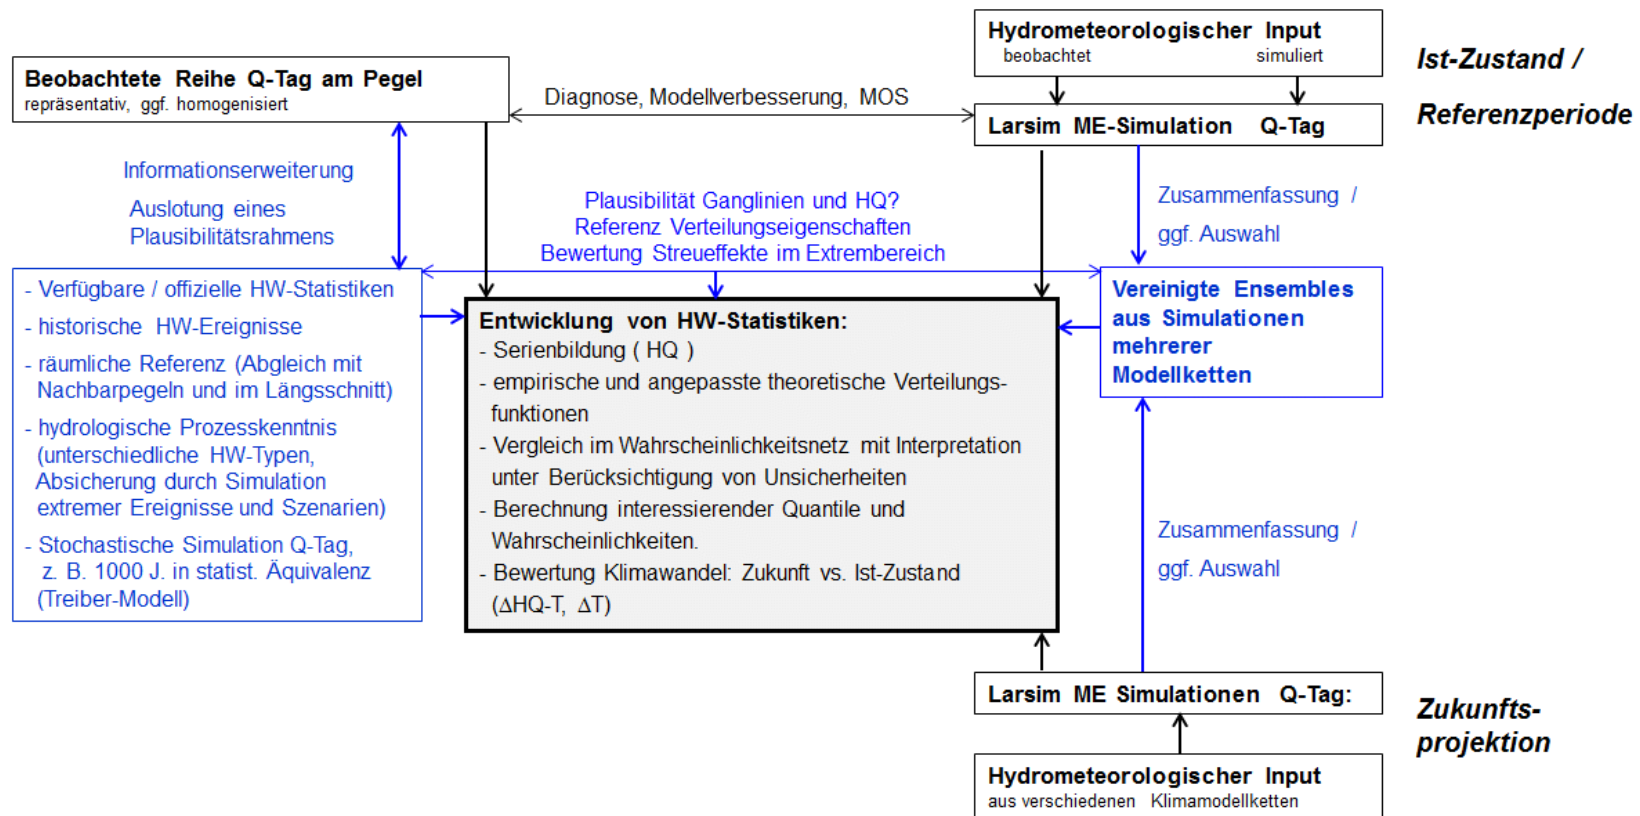 Hydrometeorologischer Input
beobachtet simuliert
Ist-Zustand /
Referenzperiode
Beobachtete Reihe Q-Tag am Pegel
repräsentativ, ggf. homogenisiert
Diagnose, Modellverbesserung, MOS
Larsim ME-Simulation Q-Tag
Informationserweiterung
Auslotung eines
Plausibilitätsrahmens
Plausibilität Ganglinien und HQ?
Referenz Verteilungseigenschaften
Bewertung Streueffekte im Extrembereich
Zusammenfassung /
ggf. Auswahl
- Verfügbare / offizielle HW-Statistiken
- historische HW-Ereignisse
- räumliche Referenz (Abgleich mit
Nachbarpegeln und im Längsschnitt)
- hydrologische Prozesskenntnis
(unterschiedliche HW-Typen,
Absicherung durch Simulation
extremer Ereignisse und Szenarien)
- Stochastische Simulation Q-Tag,
z. B. 1000 J. in statist. Äquivalenz
(Treiber-Modell)
Entwicklung von HW-Statistiken:
- Serienbildung ( HQ )
- empirische und angepasste theoretische Verteilungs-
funktionen
- Vergleich im Wahrscheinlichkeitsnetz mit Interpretation
unter Berücksichtigung von Unsicherheiten
- Berechnung interessierender Quantile und
Wahrscheinlichkeiten.
- Bewertung Klimawandel: Zukunft vs. Ist-Zustand
(ΔHQ-T, ΔT)
Vereinigte Ensembles
aus Simulationen
mehrerer
Modellketten
Zusammenfassung /
ggf. Auswahl
Larsim ME Simulationen Q-Tag:
Zukunfts-
projektion
Hydrometeorologischer Input
aus verschiedenen Klimamodellketten